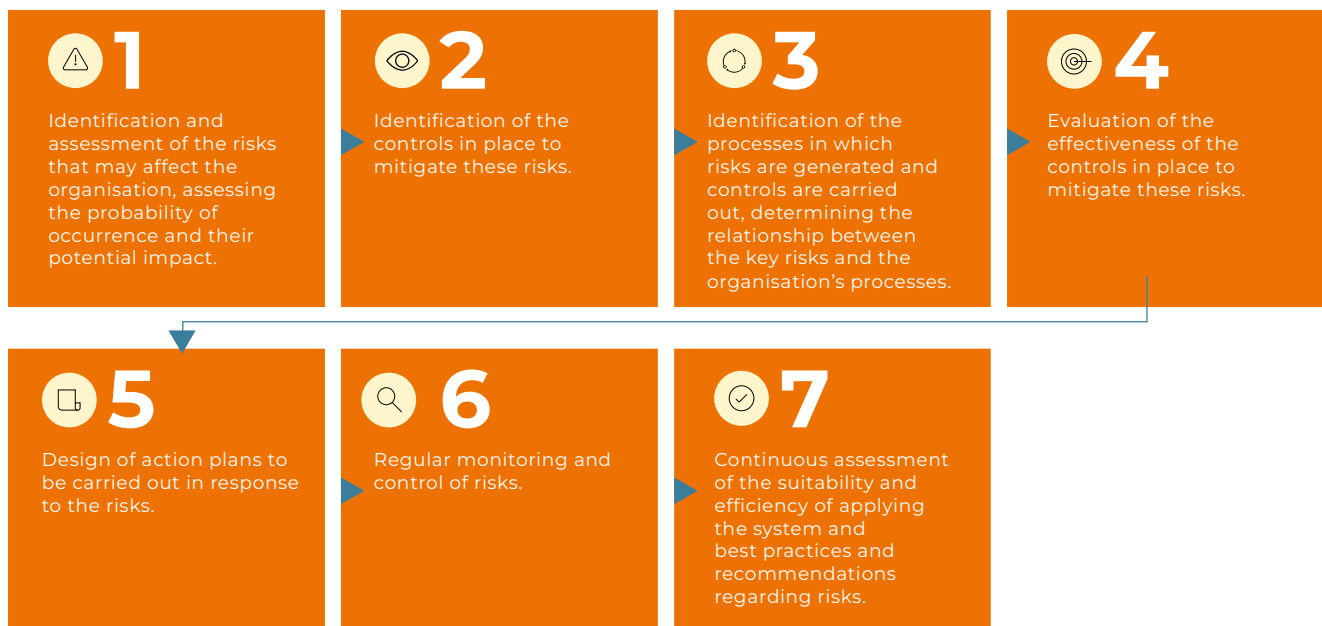 1
Identification and
assessment of the risks
that may affect the
organisation, assessing
the probability of
occurrence and their
potential impact.
2
Identification of the
controls in place to
mitigate these risks.
3
Identification of the
processes in which
risks are generated and
controls are carried
out, determining the
relationship between
the key risks and the
organisation’s processes.
4
Evaluation of the
effectiveness of the
controls in place to
mitigate these risks.
5
Design of action plans to
be carried out in response
to the risks.
6
Regular monitoring and
control of risks.
7
Continuous assessment
of the suitability and
efficiency of applying
the system and
best practices and
recommendations
regarding risks.